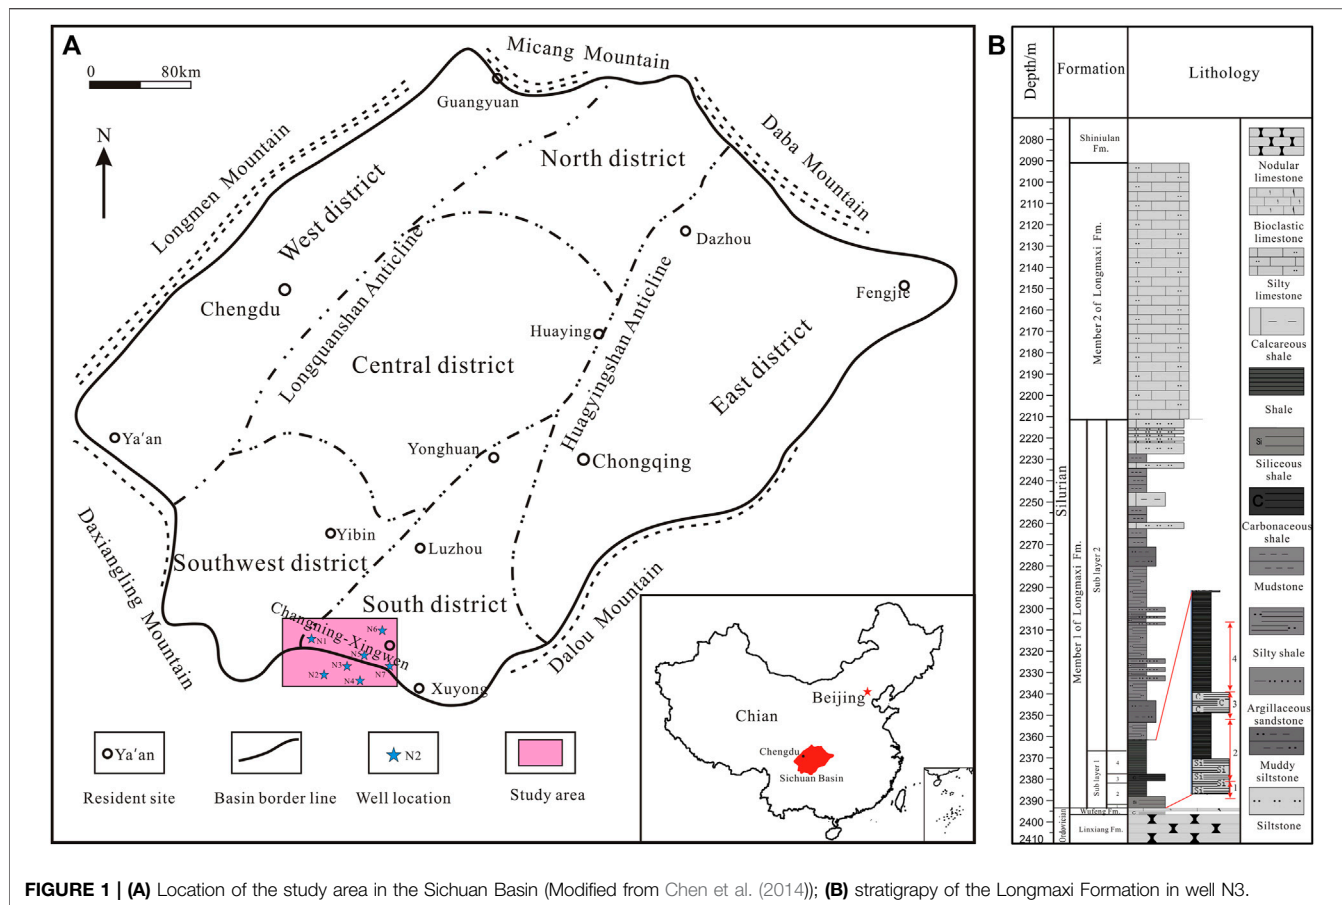 A
0 80km
N
Micang Mountain
Guangyuan
Longmen Mountain
Daba Mountain
North district
West district
Longquanshan Anticline
Dazhou
Chengdu
Fengjie
Huaying
Huagyingshan Anticline
Central district
East district
Ya'an
Yonghuan
Chongqing
Yibin
Luzhou
Southwest district
South district
Daxiangling Mountain
Dalou Mountain
Changning-Xingwen
N6
N1
N5
N3
N7
N2
N4
Xuyong
Beijing
Chian
Chengdu
Sichuan Basin
Ya'an
N2
Resident site
Basin border line
Well location
Study area
B
Depth/m
Formation
Lithology
2080
2090
2100
2110
2120
2130
2140
2150
2160
2170
2180
2190
2200
2210
2220
2230
2240
2250
2260
2270
2280
2290
2300
2310
2320
2330
2340
2350
2360
2370
2380
2390
2400
2410
Silurian
Ordovician
Shiniulan
Fm.
Member 2 of Longmaxi Fm.
Member 1 of Longmaxi Fm.
Sub layer 2
Sub layer 1
4
3
2
Wufeng Fm.
Linxiang Fm.
4
3
2
1
C
C
C
Si
Si
Si
Si
Si
Nodular
limestone
Bioclastic
limestone
Silty
limestone
Calcareous
shale
Shale
Si
Siliceous
shale
C
Carbonaceous
shale
Mudstone
Silty shale
Argillaceous
sandstone
Muddy
siltstone
Siltstone
FIGURE 1 | (A) Location of the study area in the Sichuan Basin (Modified from Chen et al. (2014)); (B) stratigrapy of the Longmaxi Formation in well N3.